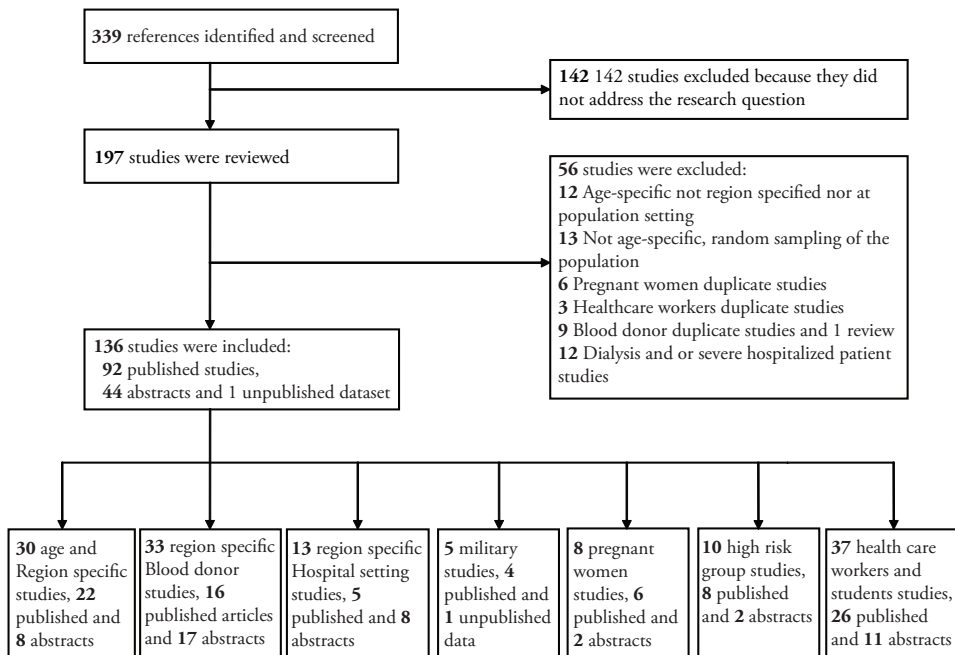 339 references identified and screened
142 142 studies excluded because they did
not address the research question
197 studies were reviewed
56 studies were excluded:
12 Age-specific not region specified nor at
population setting
13 Not age-specific, random sampling of the
population
6 Pregnant women duplicate studies
3 Healthcare workers duplicate studies
9 Blood donor duplicate studies and 1 review
12 Dialysis and or severe hospitalized patient
studies
136 studies were included:
92 published studies,
44 abstracts and 1 unpublished dataset
30 age and
Region specific
studies, 22
published and
8 abstracts
33 region specific
Blood donor
studies, 16
published articles
and 17 abstracts
13 region specific
Hospital setting
studies, 5
published and 8
abstracts
5 military
studies, 4
published and
1 unpublished
data
8 pregnant
women
studies, 6
published and
2 abstracts
10 high risk
group studies,
8 published
and 2 abstracts
37 health care
workers and
students studies,
26 published
and 11 abstracts